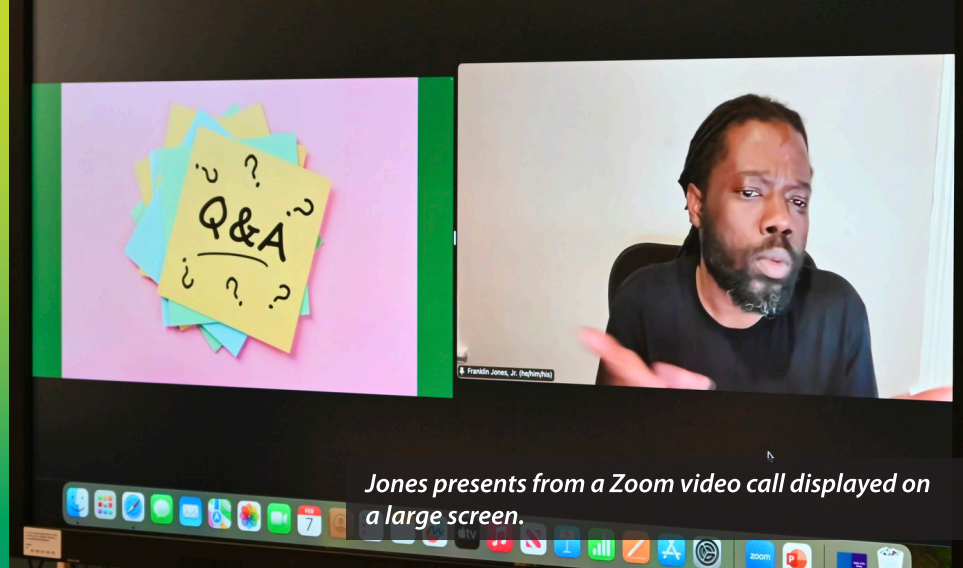 ? ? ?
Q&A
? ? ?
Franklin Jones, Jr. (he/him/his)
Jones presents from a Zoom video call displayed on
a large screen.
FEB
7
tv
zoom
P